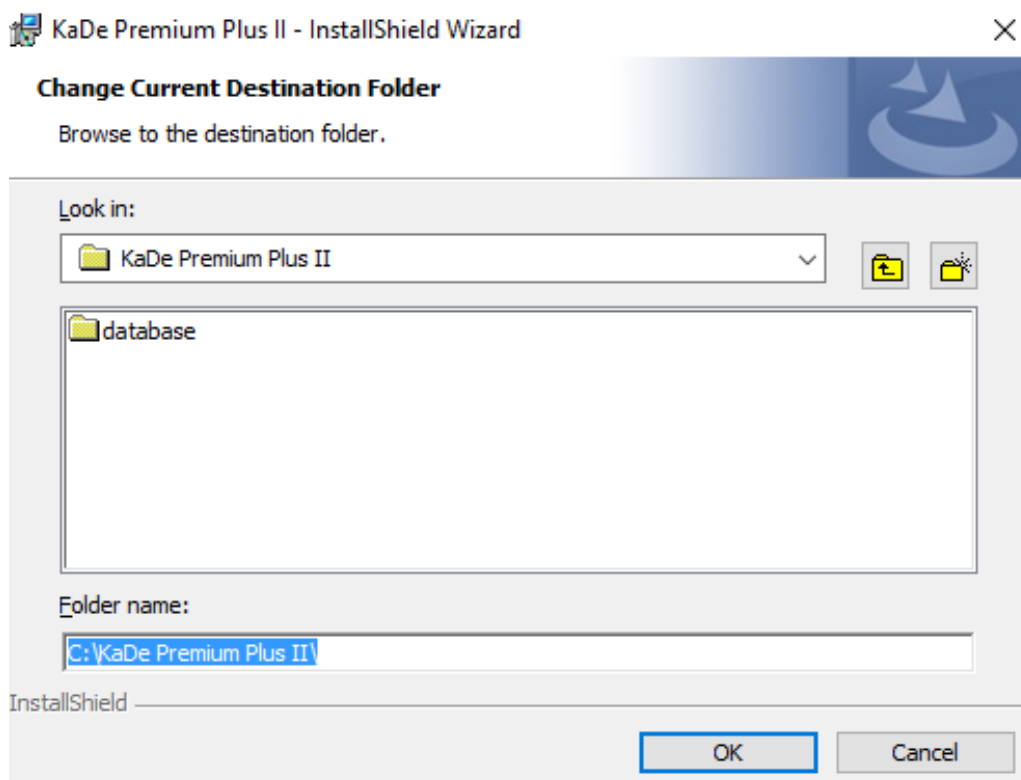 KaDe Premium Plus II - InstallShield Wizard
Change Current Destination Folder
Browse to the destination folder.
Look in:
KaDe Premium Plus II
database
Folder name:
C:\KaDe Premium Plus II\
InstallShield
OK Cancel